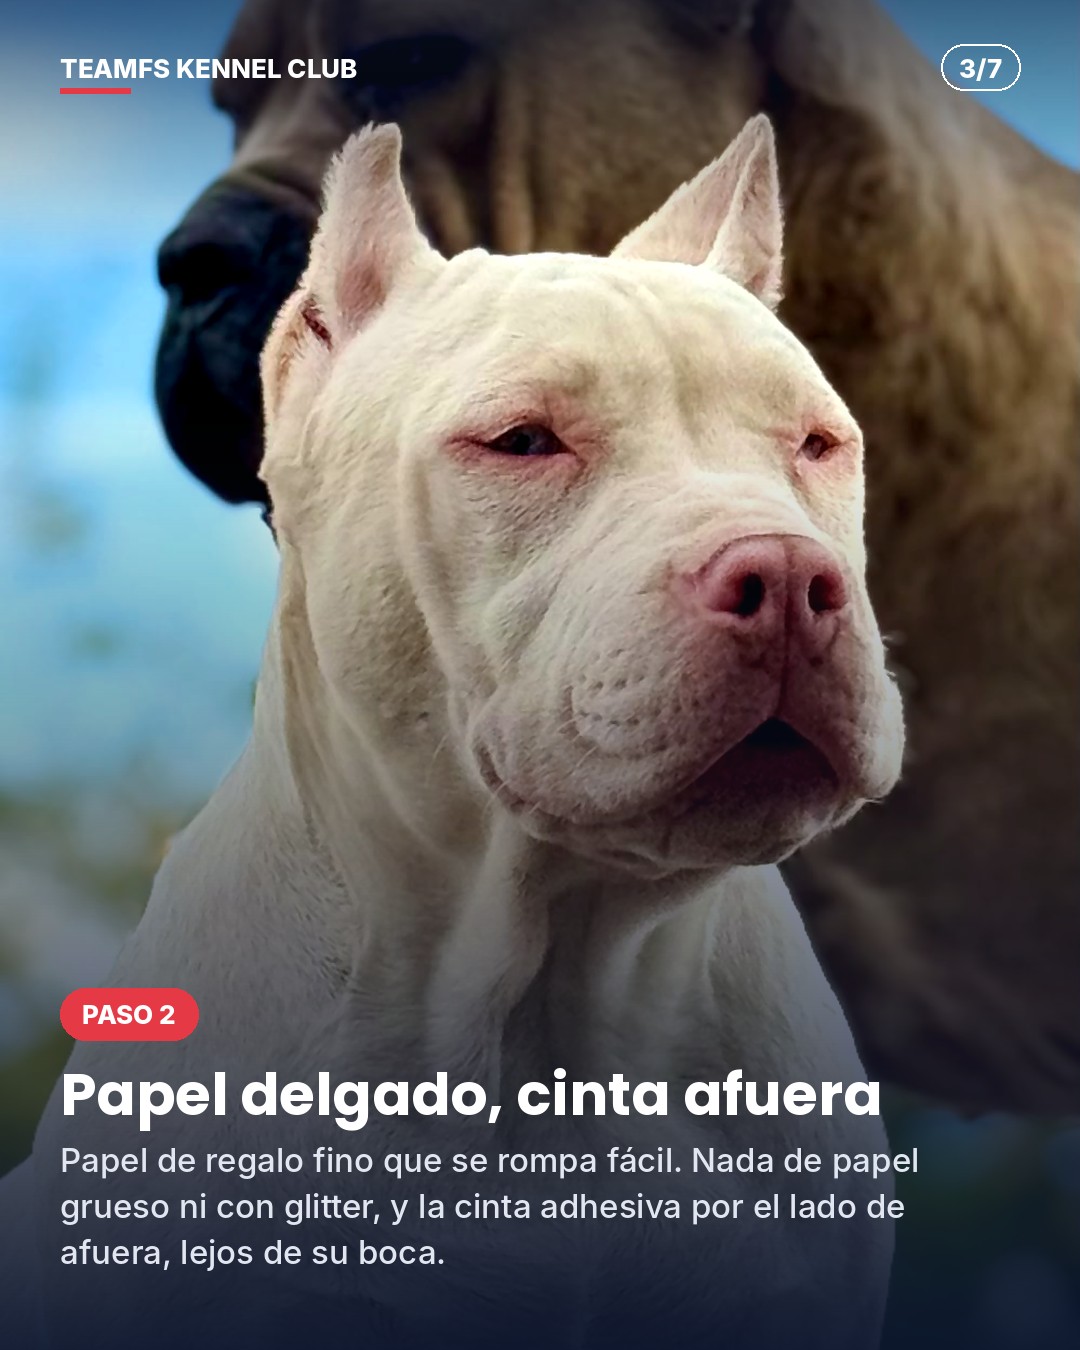 TEAMFS KENNEL CLUB
3/7
PASO 2
Papel delgado, cinta afuera
Papel de regalo fino que se rompa fácil. Nada de papel
grueso ni con glitter, y la cinta adhesiva por el lado de
afuera, lejos de su boca.